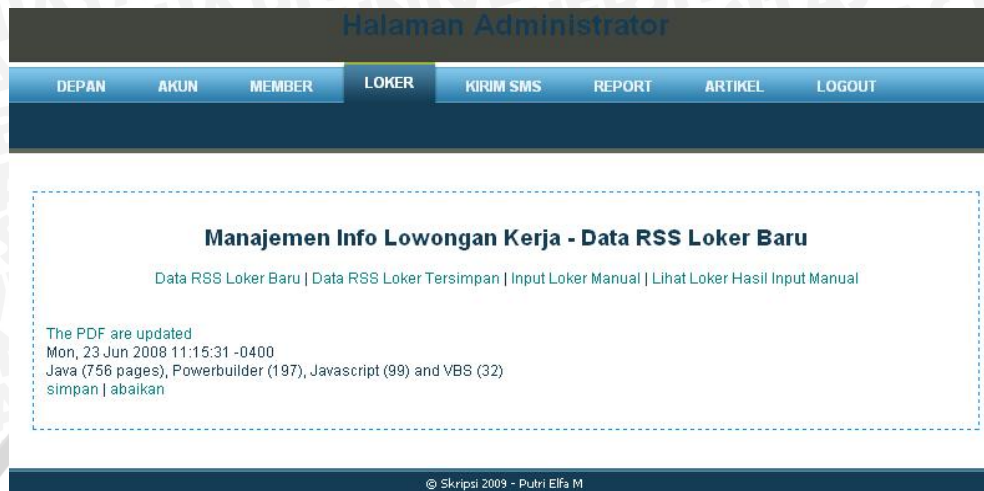 Halaman Administrator
DEPAN AKUN MEMBER LOKER KIRIM SMS REPORT ARTIKEL LOGOUT
Manajemen Info Lowongan Kerja - Data RSS Loker Baru
Data RSS Loker Baru | Data RSS Loker Tersimpan | Input Loker Manual | Lihat Loker Hasil Input Manual
The PDF are updated
Mon, 23 Jun 2008 11:15:31 -0400
Java (756 pages), Powerbuilder (197), Javascript (99) and VBS (32)
simpan | abaikan
© Skripsi 2009 - Putri Elfa M